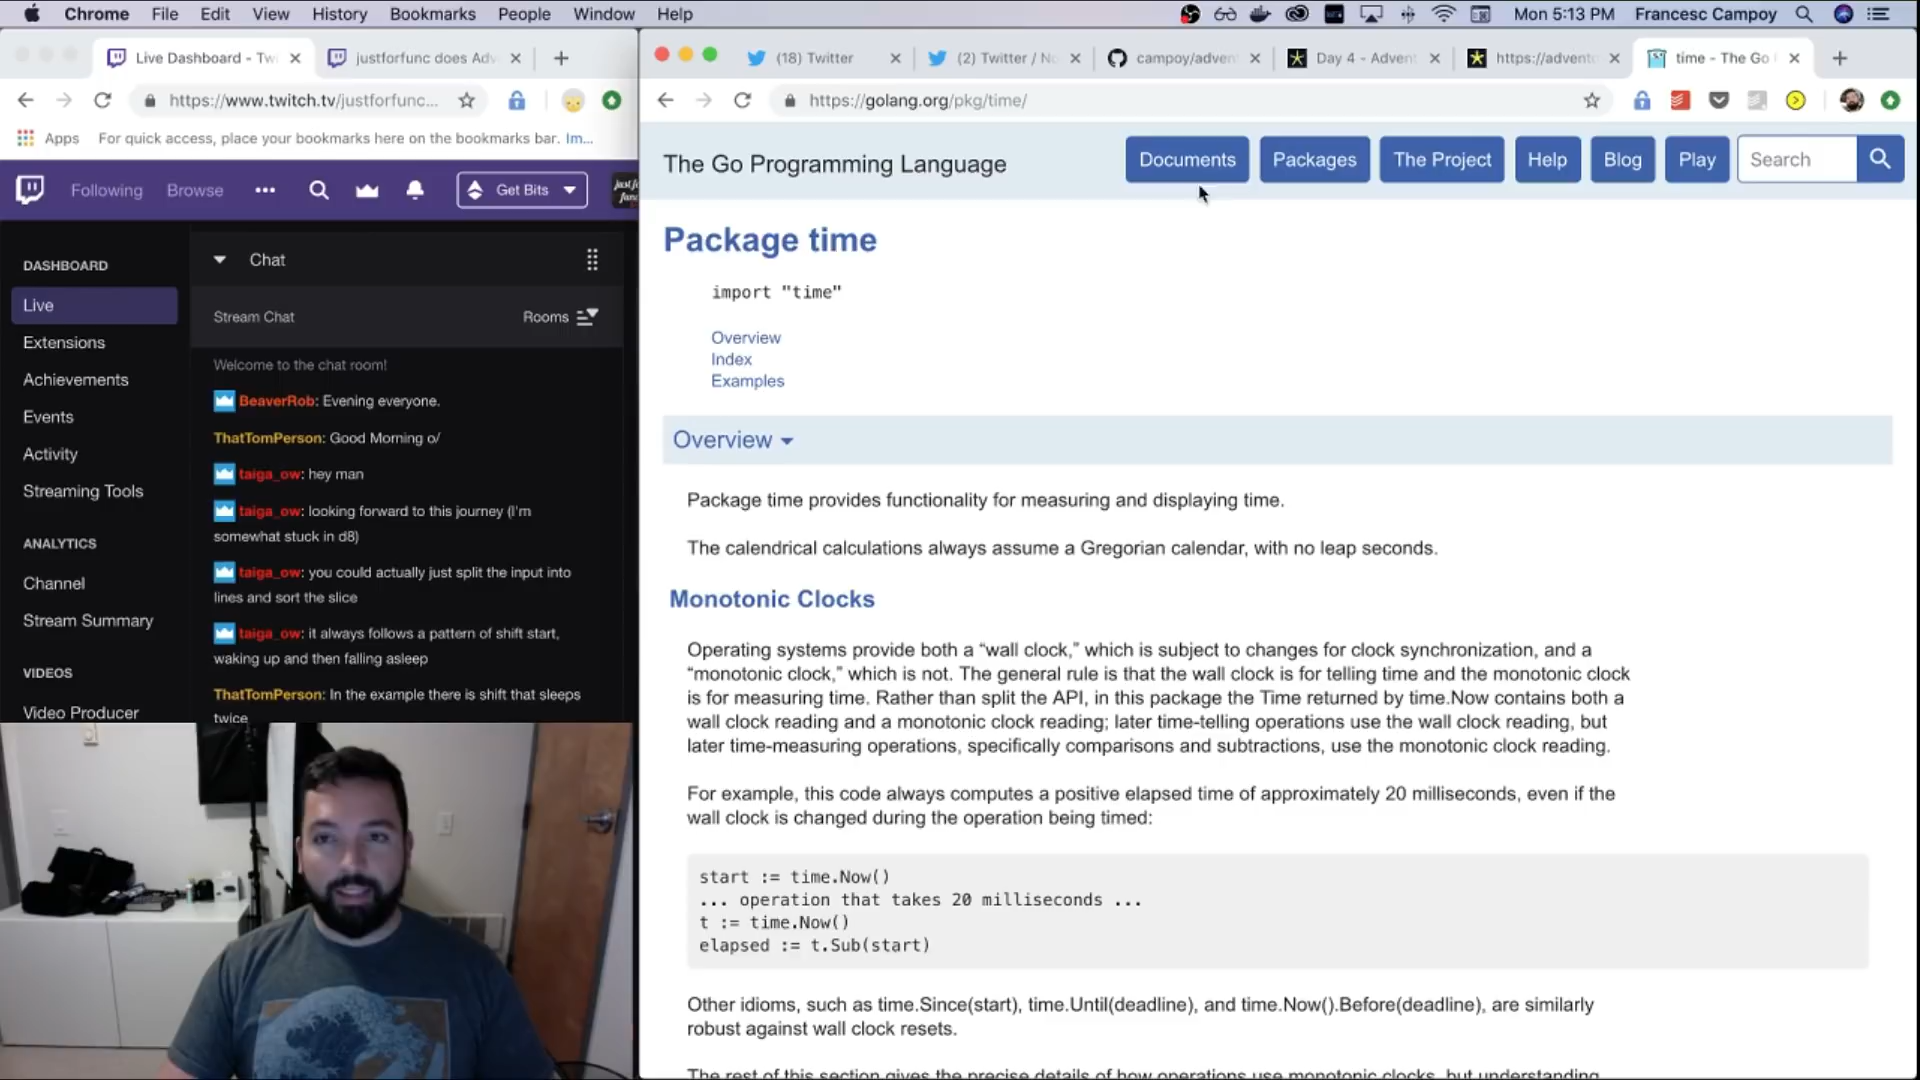 Chrome File Edit View History Bookmarks People Window Help Mon 5:13 PM Francesc Campoy
Live Dashboard - Tw
justforfunc does Adv
https://www.twitch.tv/justforfunc...
Apps For quick access, place your bookmarks here on the bookmarks bar. Im...
Following Browse Get Bits
DASHBOARD
Live
Extensions
Achievements
Events
Activity
Streaming Tools
ANALYTICS
Channel
Stream Summary
VIDEOS
Video Producer
Chat
Stream Chat Rooms
Welcome to the chat room!
BeaverRob: Evening everyone.
ThatTomPerson: Good Morning o/
taiga_ow: hey man
taiga_ow: looking forward to this journey (I'm
somewhat stuck in d8)
taiga_ow: you could actually just split the input into
lines and sort the slice
taiga_ow: it always follows a pattern of shift start,
waking up and then falling asleep
ThatTomPerson: In the example there is shift that sleeps
twice
(18) Twitter
(2) Twitter / No
campoy/adven
Day 4 - Advent
https://advent
time - The Go
https://golang.org/pkg/time/
The Go Programming Language
Documents Packages The Project Help Blog Play Search
Package time
import "time"
Overview
Index
Examples
Overview
Package time provides functionality for measuring and displaying time.
The calendrical calculations always assume a Gregorian calendar, with no leap seconds.
Monotonic Clocks
Operating systems provide both a “wall clock,” which is subject to changes for clock synchronization, and a
“monotonic clock,” which is not. The general rule is that the wall clock is for telling time and the monotonic clock
is for measuring time. Rather than split the API, in this package the Time returned by time.Now contains both a
wall clock reading and a monotonic clock reading; later time-telling operations use the wall clock reading, but
later time-measuring operations, specifically comparisons and subtractions, use the monotonic clock reading.
For example, this code always computes a positive elapsed time of approximately 20 milliseconds, even if the
wall clock is changed during the operation being timed:
start := time.Now()
... operation that takes 20 milliseconds ...
t := time.Now()
elapsed := t.Sub(start)
Other idioms, such as time.Since(start), time.Until(deadline), and time.Now().Before(deadline), are similarly
robust against wall clock resets.
The rest of this section gives the precise details of how operations use monotonic clocks, but understanding